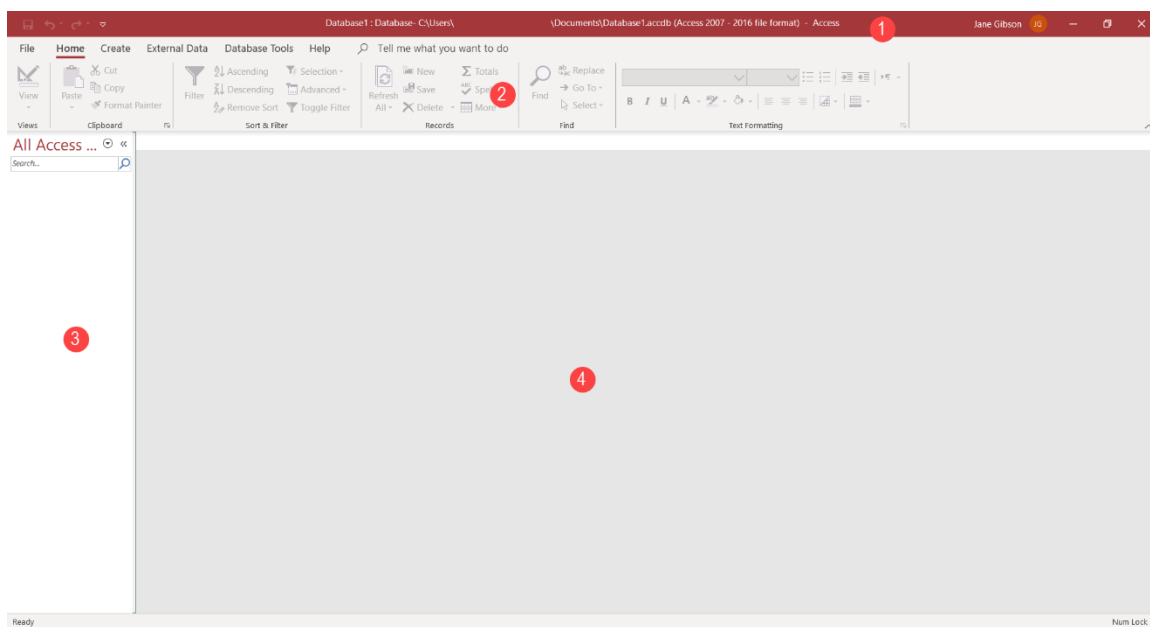 Database1 : Database- C:\Users\ \Documents\Database1.accdb (Access 2007 - 2016 file format) - Access 1 Jane Gibson JG
File Home Create External Data Database Tools Help Tell me what you want to do
View
Paste
Cut
Copy
Format Painter
Filter
Ascending
Descending
Remove Sort
Selection
Advanced
Toggle Filter
Refresh
All
New
Save
Delete
Totals
2
More
Find
Replace
Go To
Select
B I U A
Views Clipboard Sort & Filter Records Find Text Formatting
All Access ...
Search...
3
4
Ready Num Lock